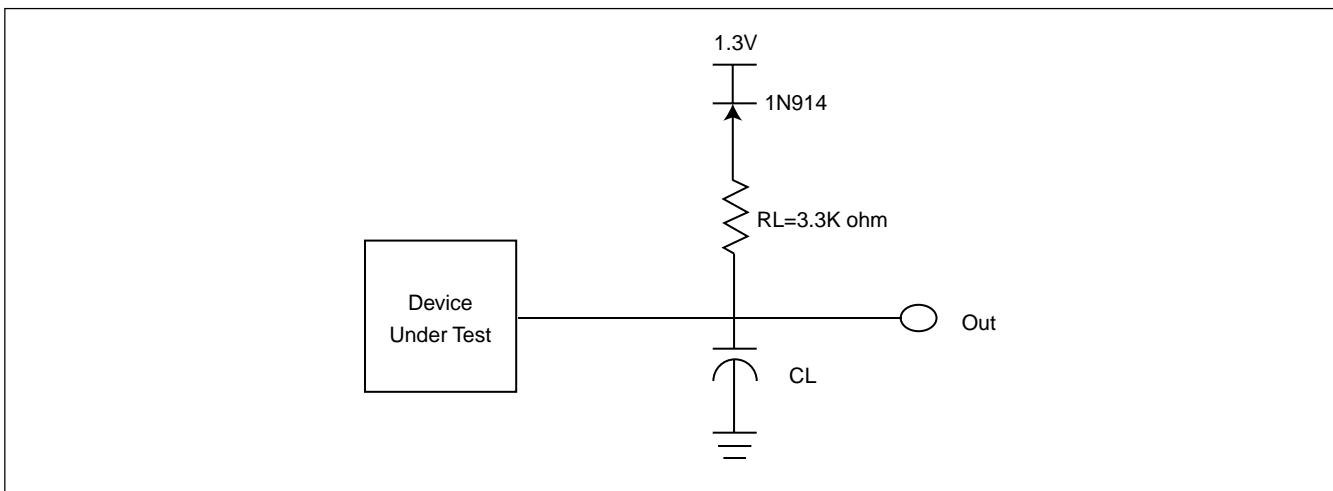 1.3V
1N914
RL=3.3K ohm
Device
Under Test
Out
CL